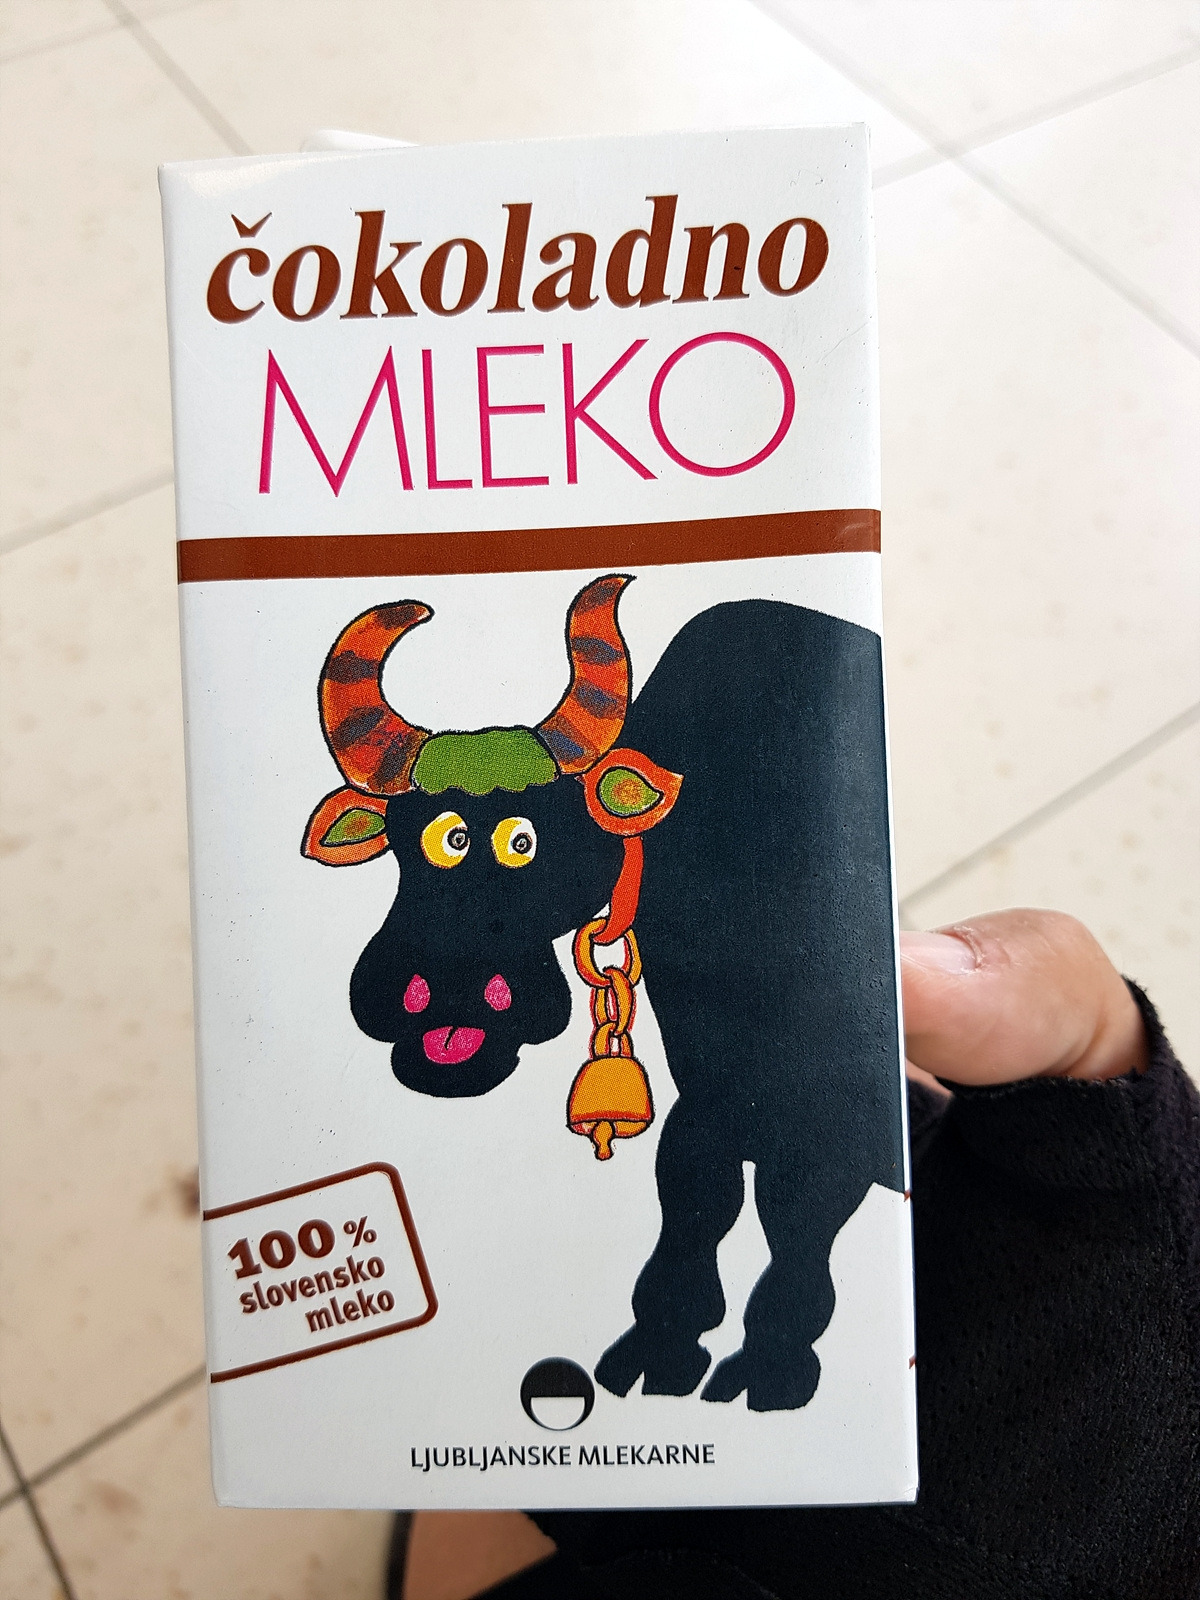 čokoladno
MLEKO
100 %
slovensko
mleko
LJUBLJANSKE MLEKARNE